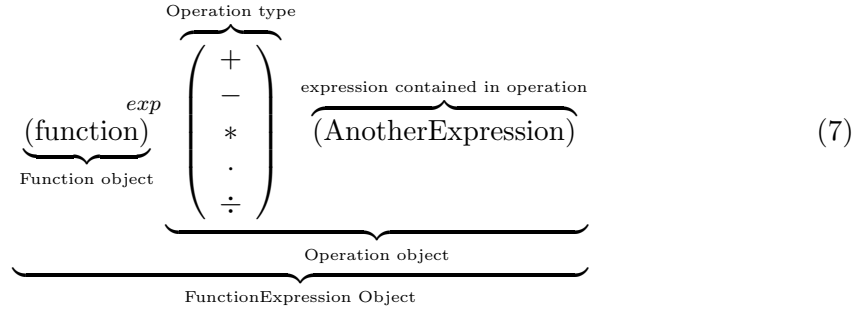 Operation type
+
−
*
·
÷
exp
expression contained in operation
(function)
(AnotherExpression)
(7)
Function object
Operation object
FunctionExpression Object